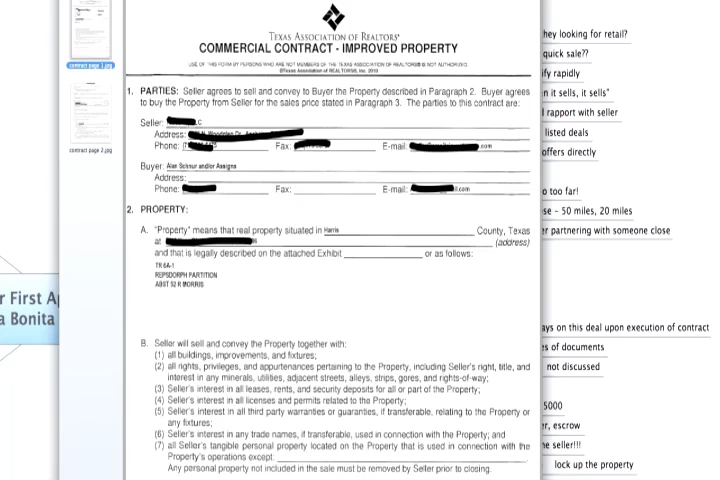 contract page 1.jpg
contract page 2.jpg
r First A
a Bonita
TEXAS ASSOCIATION OF REALTORS®
COMMERCIAL CONTRACT - IMPROVED PROPERTY
USE OF THIS FORM BY PERSONS WHO ARE NOT MEMBERS OF THE TEXAS ASSOCIATION OF REALTORS® IS NOT AUTHORIZED.
©Texas Association of REALTORS®, Inc. 2010
1. PARTIES: Seller agrees to sell and convey to Buyer the Property described in Paragraph 2. Buyer agrees
to buy the Property from Seller for the sales price stated in Paragraph 3. The parties to this contract are:
Seller: C
Address: Dr
Phone: Fax: E-mail: .com
Buyer: Alan Schnur and/or Assigns
Address:
Phone: Fax: E-mail: .com
2. PROPERTY:
A. "Property" means that real property situated in Harris County, Texas
at (address)
and that is legally described on the attached Exhibit or as follows:
TR 6A-1
REPSDORPH PARTITION
ABST 52 R MORRIS
B. Seller will sell and convey the Property together with:
(1) all buildings, improvements, and fixtures;
(2) all rights, privileges, and appurtenances pertaining to the Property, including Seller's right, title, and
interest in any minerals, utilities, adjacent streets, alleys, strips, gores, and rights-of-way;
(3) Seller's interest in all leases, rents, and security deposits for all or part of the Property;
(4) Seller's interest in all licenses and permits related to the Property;
(5) Seller's interest in all third party warranties or guaranties, if transferable, relating to the Property or
any fixtures;
(6) Seller's interest in any trade names, if transferable, used in connection with the Property; and
(7) all Seller's tangible personal property located on the Property that is used in connection with the
Property's operations except:
Any personal property not included in the sale must be removed by Seller prior to closing.
hey looking for retail?
quick sale??
ify rapidly
n it sells, it sells"
l rapport with seller
listed deals
offers directly
o too far!
se - 50 miles, 20 miles
er partnering with someone close
ays on this deal upon execution of contract
es of documents
not discussed
5000
er, escrow
he seller!!!
lock up the property